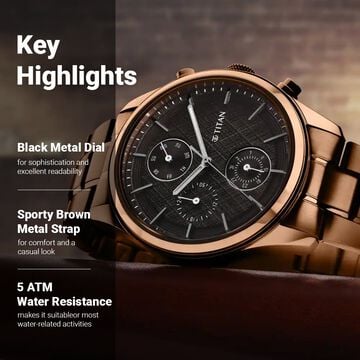 Key
Highlights
Black Metal Dial
for sophistication and
excellent readability
Sporty Brown
Metal Strap
for comfort and a
casual look
5 ATM
Water Resistance
makes it suitableor most
water-related activities
TITAN